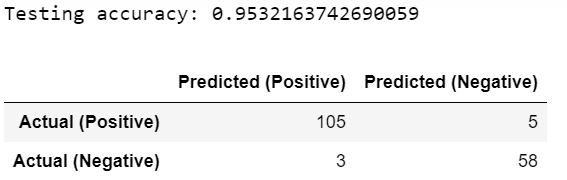 Testing accuracy: 0.9532163742690059
Predicted (Positive) Predicted (Negative)
Actual (Positive) 105 5
Actual (Negative) 3 58